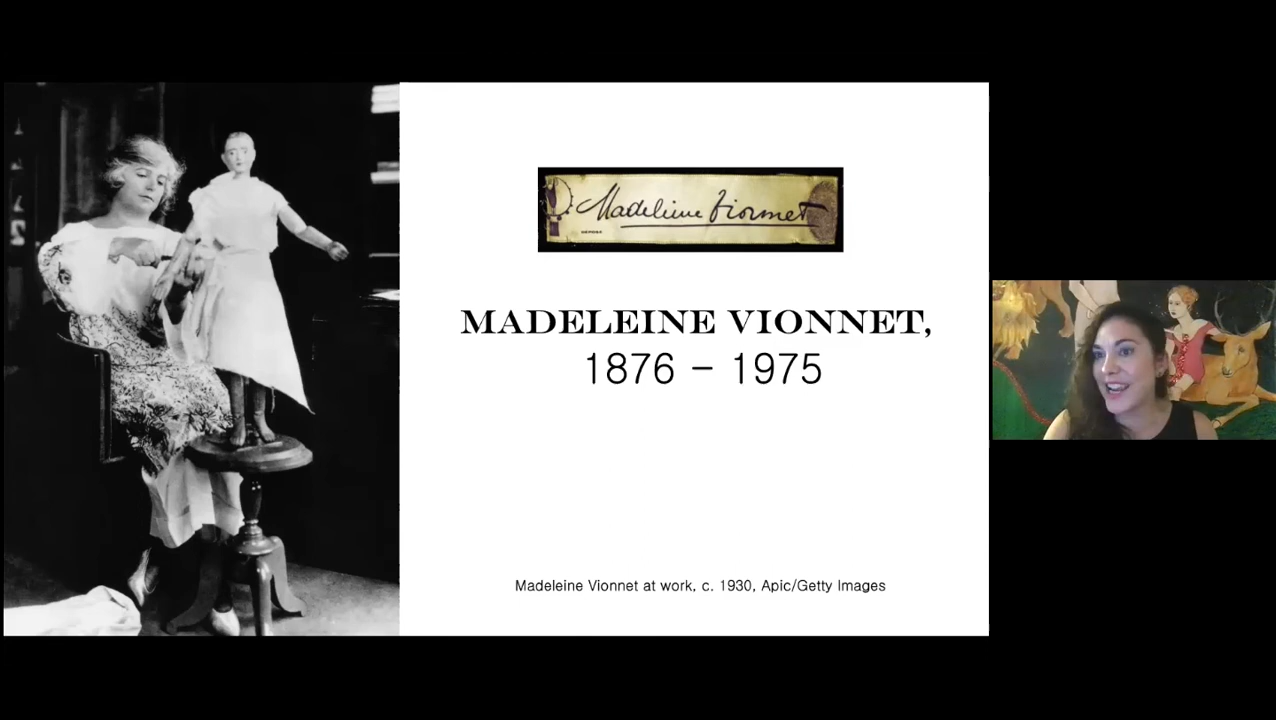 Madeleine Vionnet
MADELEINE VIONNET,
1876 – 1975
Madeleine Vionnet at work, c. 1930, Apic/Getty Images